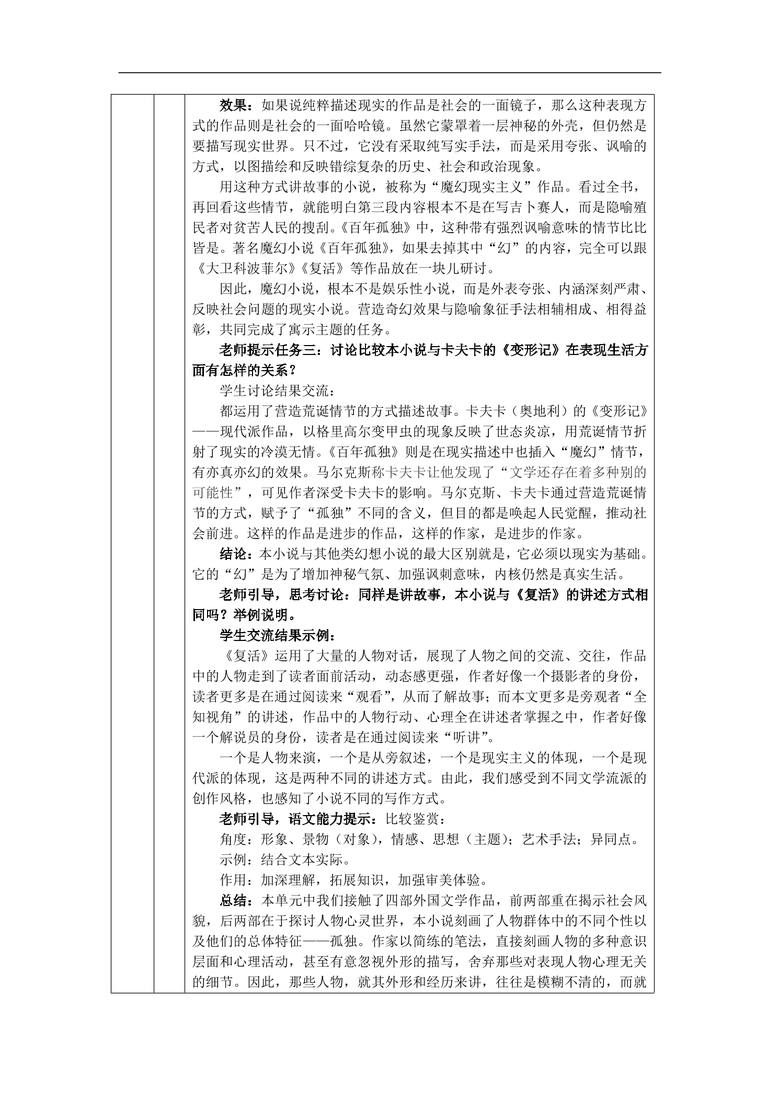 效果：如果说纯粹描述现实的作品是社会的一面镜子，那么这种表现方
式的作品则是社会的一面哈哈镜。虽然它蒙罩着一层神秘的外壳，但仍然是
要描写现实世界。只不过，它没有采取纯写实手法，而是采用夸张、讽喻的
方式，以图描绘和反映错综复杂的历史、社会和政治现象。
用这种方式讲故事的小说，被称为“魔幻现实主义”作品。看过全书，
再回看这些情节，就能明白第三段内容根本不是在写吉卜赛人，而是隐喻殖
民者对贫苦人民的搜刮。《百年孤独》中，这种带有强烈讽喻意味的情节比比
皆是。著名魔幻小说《百年孤独》，如果去掉其中“幻”的内容，完全可以跟
《大卫科波菲尔》《复活》等作品放在一块儿研讨。
因此，魔幻小说，根本不是娱乐性小说，而是外表夸张、内涵深刻严肃、
反映社会问题的现实小说。营造奇幻效果与隐喻象征手法相辅相成、相得益
彰，共同完成了寓示主题的任务。
老师提示任务三：讨论比较本小说与卡夫卡的《变形记》在表现生活方
面有怎样的关系？
学生讨论结果交流：
都运用了营造荒诞情节的方式描述故事。卡夫卡（奥地利）的《变形记》
——现代派作品，以格里高尔变甲虫的现象反映了世态炎凉，用荒诞情节折
射了现实的冷漠无情。《百年孤独》则是在现实描述中也插入“魔幻”情节，
有亦真亦幻的效果。马尔克斯称卡夫卡让他发现了“文学还存在着多种别的
可能性”，可见作者深受卡夫卡的影响。马尔克斯、卡夫卡通过营造荒诞情
节的方式，赋予了“孤独”不同的含义，但目的都是唤起人民觉醒，推动社
会前进。这样的作品是进步的作品，这样的作家，是进步的作家。
结论：本小说与其他类幻想小说的最大区别就是，它必须以现实为基础。
它的“幻”是为了增加神秘气氛、加强讽刺意味，内核仍然是真实生活。
老师引导，思考讨论：同样是讲故事，本小说与《复活》的讲述方式相
同吗？举例说明。
学生交流结果示例：
《复活》运用了大量的人物对话，展现了人物之间的交流、交往，作品
中的人物走到了读者面前活动，动态感更强，作者好像一个摄影者的身份，
读者更多是在通过阅读来“观看”，从而了解故事；而本文更多是旁观者“全
知视角”的讲述，作品中的人物行动、心理全在讲述者掌握之中，作者好像
一个解说员的身份，读者是在通过阅读来“听讲”。
一个是人物来演，一个是从旁叙述，一个是现实主义的体现，一个是现
代派的体现，这是两种不同的讲述方式。由此，我们感受到不同文学流派的
创作风格，也感知了小说不同的写作方式。
老师引导，语文能力提示：比较鉴赏：
角度：形象、景物（对象），情感、思想（主题）；艺术手法；异同点。
示例：结合文本实际。
作用：加深理解，拓展知识，加强审美体验。
总结：本单元中我们接触了四部外国文学作品，前两部重在揭示社会风
貌，后两部在于探讨人物心灵世界，本小说刻画了人物群体中的不同个性以
及他们的总体特征——孤独。作家以简练的笔法，直接刻画人物的多种意识
层面和心理活动，甚至有意忽视外形的描写，舍弃那些对表现人物心理无关
的细节。因此，那些人物，就其外形和经历来讲，往往是模糊不清的，而就